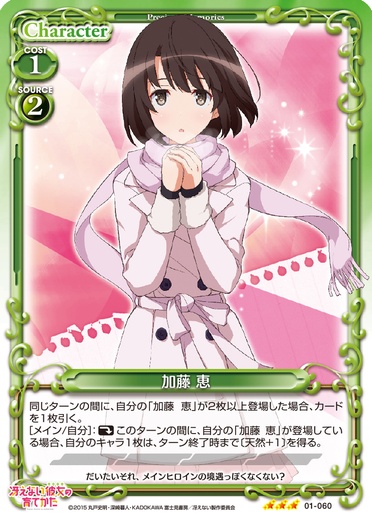 Precious Memories
Character
COST
1
SOURCE
2
加藤 恵
同じターンの間に、自分の「加藤 恵」が2枚以上登場した場合、カード
を1枚引く。
[メイン/自分]: このターンの間に自分の「加藤 恵」が登場してい
る場合、自分のキャラ1枚は、ターン終了時まで[天然+1]を得る。
だいたいそれ、メインヒロインの境遇っぽくなくない?
冴えない彼女の
育てかた
©2015 丸戸史明・深崎暮人・KADOKAWA 富士見書房/冴えない製作委員会
01-060